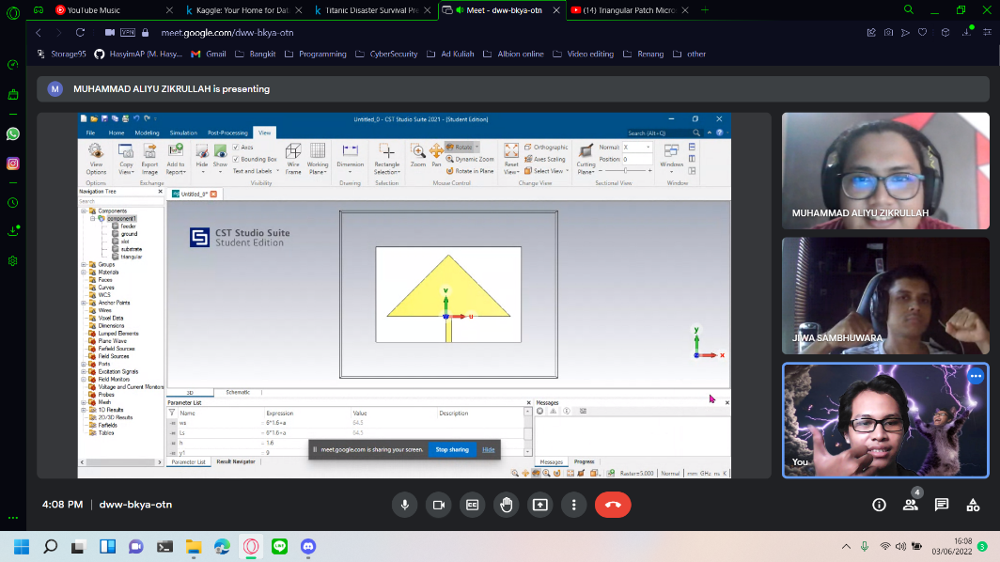 YouTube Music
Kaggle: Your Home for Dat
Titanic Disaster Survival Pre
Meet - dww-bkya-otn
(14) Triangular Patch Micros
VPN
meet.google.com/dww-bkya-otn
Storage95
HasyimAP (M. Hasy...
Gmail
Bangkit
Programming
CyberSecurity
Ad Kuliah
Albion online
Video editing
Renang
other
M
MUHAMMAD ALIYU ZIKRULLAH is presenting
Untitled_0 - CST Studio Suite 2021 - [Student Edition]
File
Home
Modeling
Simulation
Post-Processing
View
Search (Ctrl+Q)
View Options
Copy View
Export Image
Add to Report
Hide
Show
Axes
Bounding Box
Text and Labels
Wire Frame
Working Plane
Dimension
Rectangle Selection
Zoom
Pan
Rotate
Dynamic Zoom
Rotate in Plane
Reset View
Orthographic
Axes Scaling
Select View
Cutting Plane
Normal: X
Position: 0
Windows
Options
Exchange
Visibility
Dimension
Selection
Mouse Control
Change View
Sectional View
Window
Navigation Tree
Search
Components
component1
feeder
ground
slot
substrate
triangular
Groups
Materials
Faces
Curves
WCS
Anchor Points
Wires
Voxel Data
Dimensions
Lumped Elements
Plane Wave
Farfield Sources
Field Sources
Ports
Excitation Signals
Field Monitors
Voltage and Current Monitors
Probes
Mesh
1D Results
2D/3D Results
Farfields
Tables
Untitled_0*
CST Studio Suite
Student Edition
v
w
u
y
x
3D
Schematic
Parameter List
Name
Expression
Value
Description
ws
= 6*1.6+a
64.5
Ls
= 6*1.6+a
64.5
h
= 1.6
y1
= 9
Parameter List
Result Navigator
Messages
Messages
Progress
meet.google.com is sharing your screen.
Stop sharing
Hide
Raster=5.000
Normal
mm GHz ns K
MUHAMMAD ALIYU ZIKRULLAH
JIWA SAMBHUWARA
You
4:08 PM
dww-bkya-otn
4
16:08
03/06/2022
3